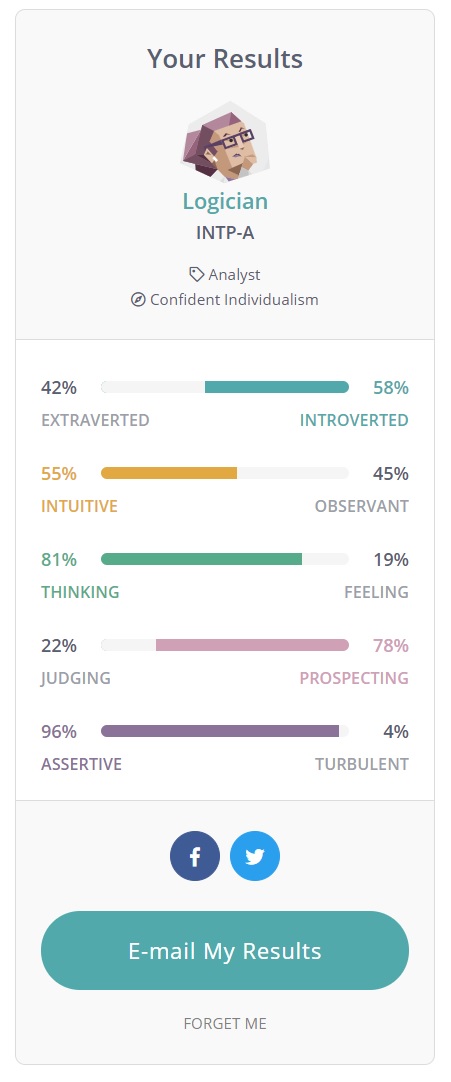 Your Results
Logician
INTP-A
Analyst
Confident Individualism
42% 58%
EXTRAVERTED INTROVERTED
55% 45%
INTUITIVE OBSERVANT
81% 19%
THINKING FEELING
22% 78%
JUDGING PROSPECTING
96% 4%
ASSERTIVE TURBULENT
E-mail My Results
FORGET ME